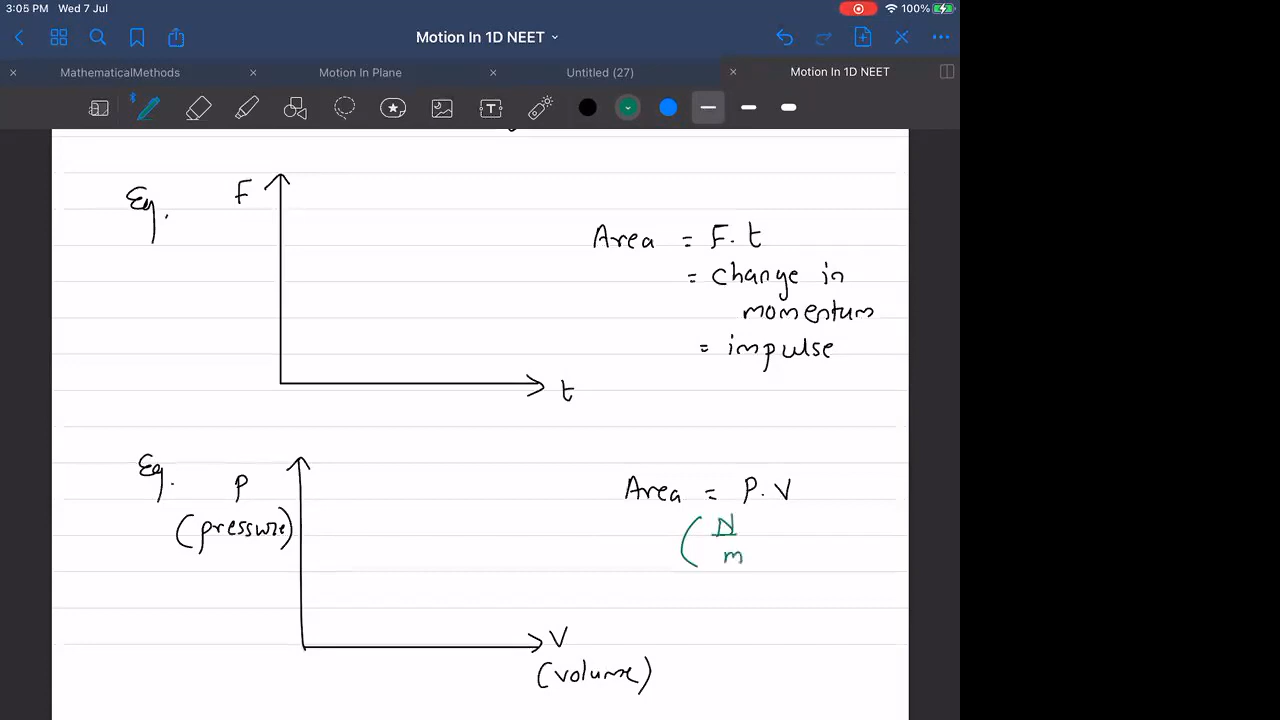 3:05 PM Wed 7 Jul
100%
Motion In 1D NEET
MathematicalMethods
Motion In Plane
Untitled (27)
Motion In 1D NEET
Eg.
F
t
Area = F. t
= change in
momentum
= impulse
Eg.
P
(pressure)
V
(volume)
Area = P. V
( N
m